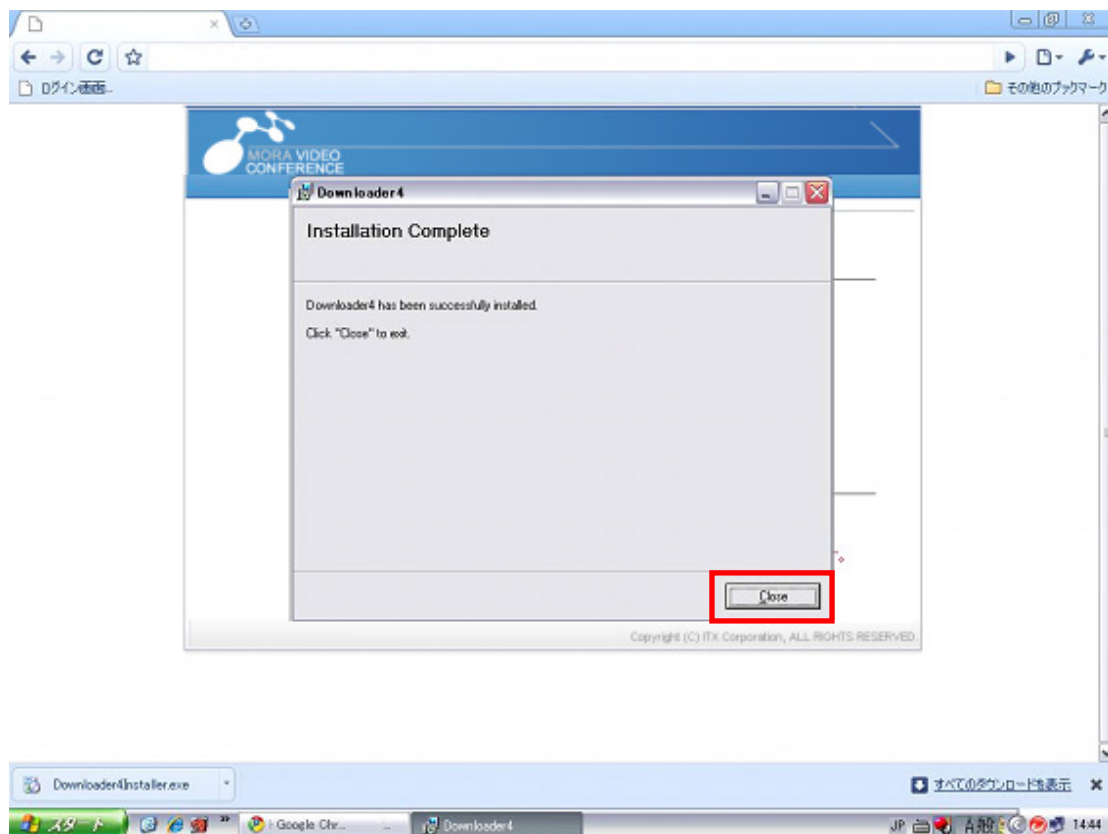 ログイン画面...
その他のブックマーク
MORA VIDEO
CONFERENCE
Downloader4
Installation Complete
Downloader4 has been successfully installed.
Click "Close" to exit.
Close
Copyright (C) ITX Corporation, ALL RIGHTS RESERVED.
Downloader4Installer.exe
すべてのダウンロードを表示
スタート
Google Chr...
Downloader4
JP
A 般
14:44